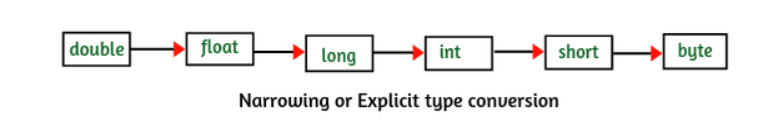 double float long int short byte
Narrowing or Explicit type conversion